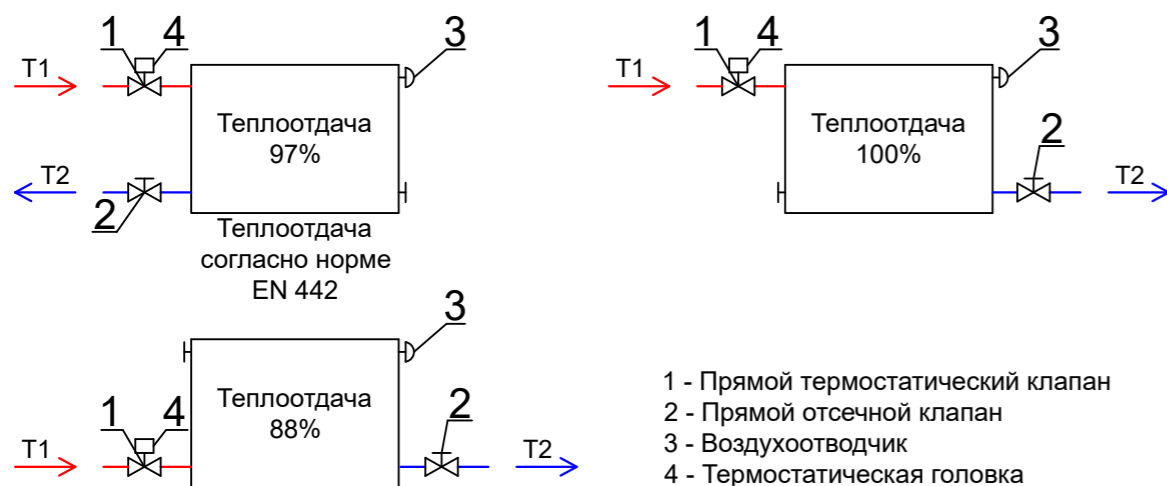 1 4 3
T1
Теплоотдача
97%
T2
2
Теплоотдача
согласно норме
EN 442
1 4 3
T1
Теплоотдача
100%
2
T2
3
Теплоотдача
88%
1 4 2
T1
T2
1 - Прямой термостатический клапан
2 - Прямой отсечной клапан
3 - Воздухоотводчик
4 - Термостатическая головка